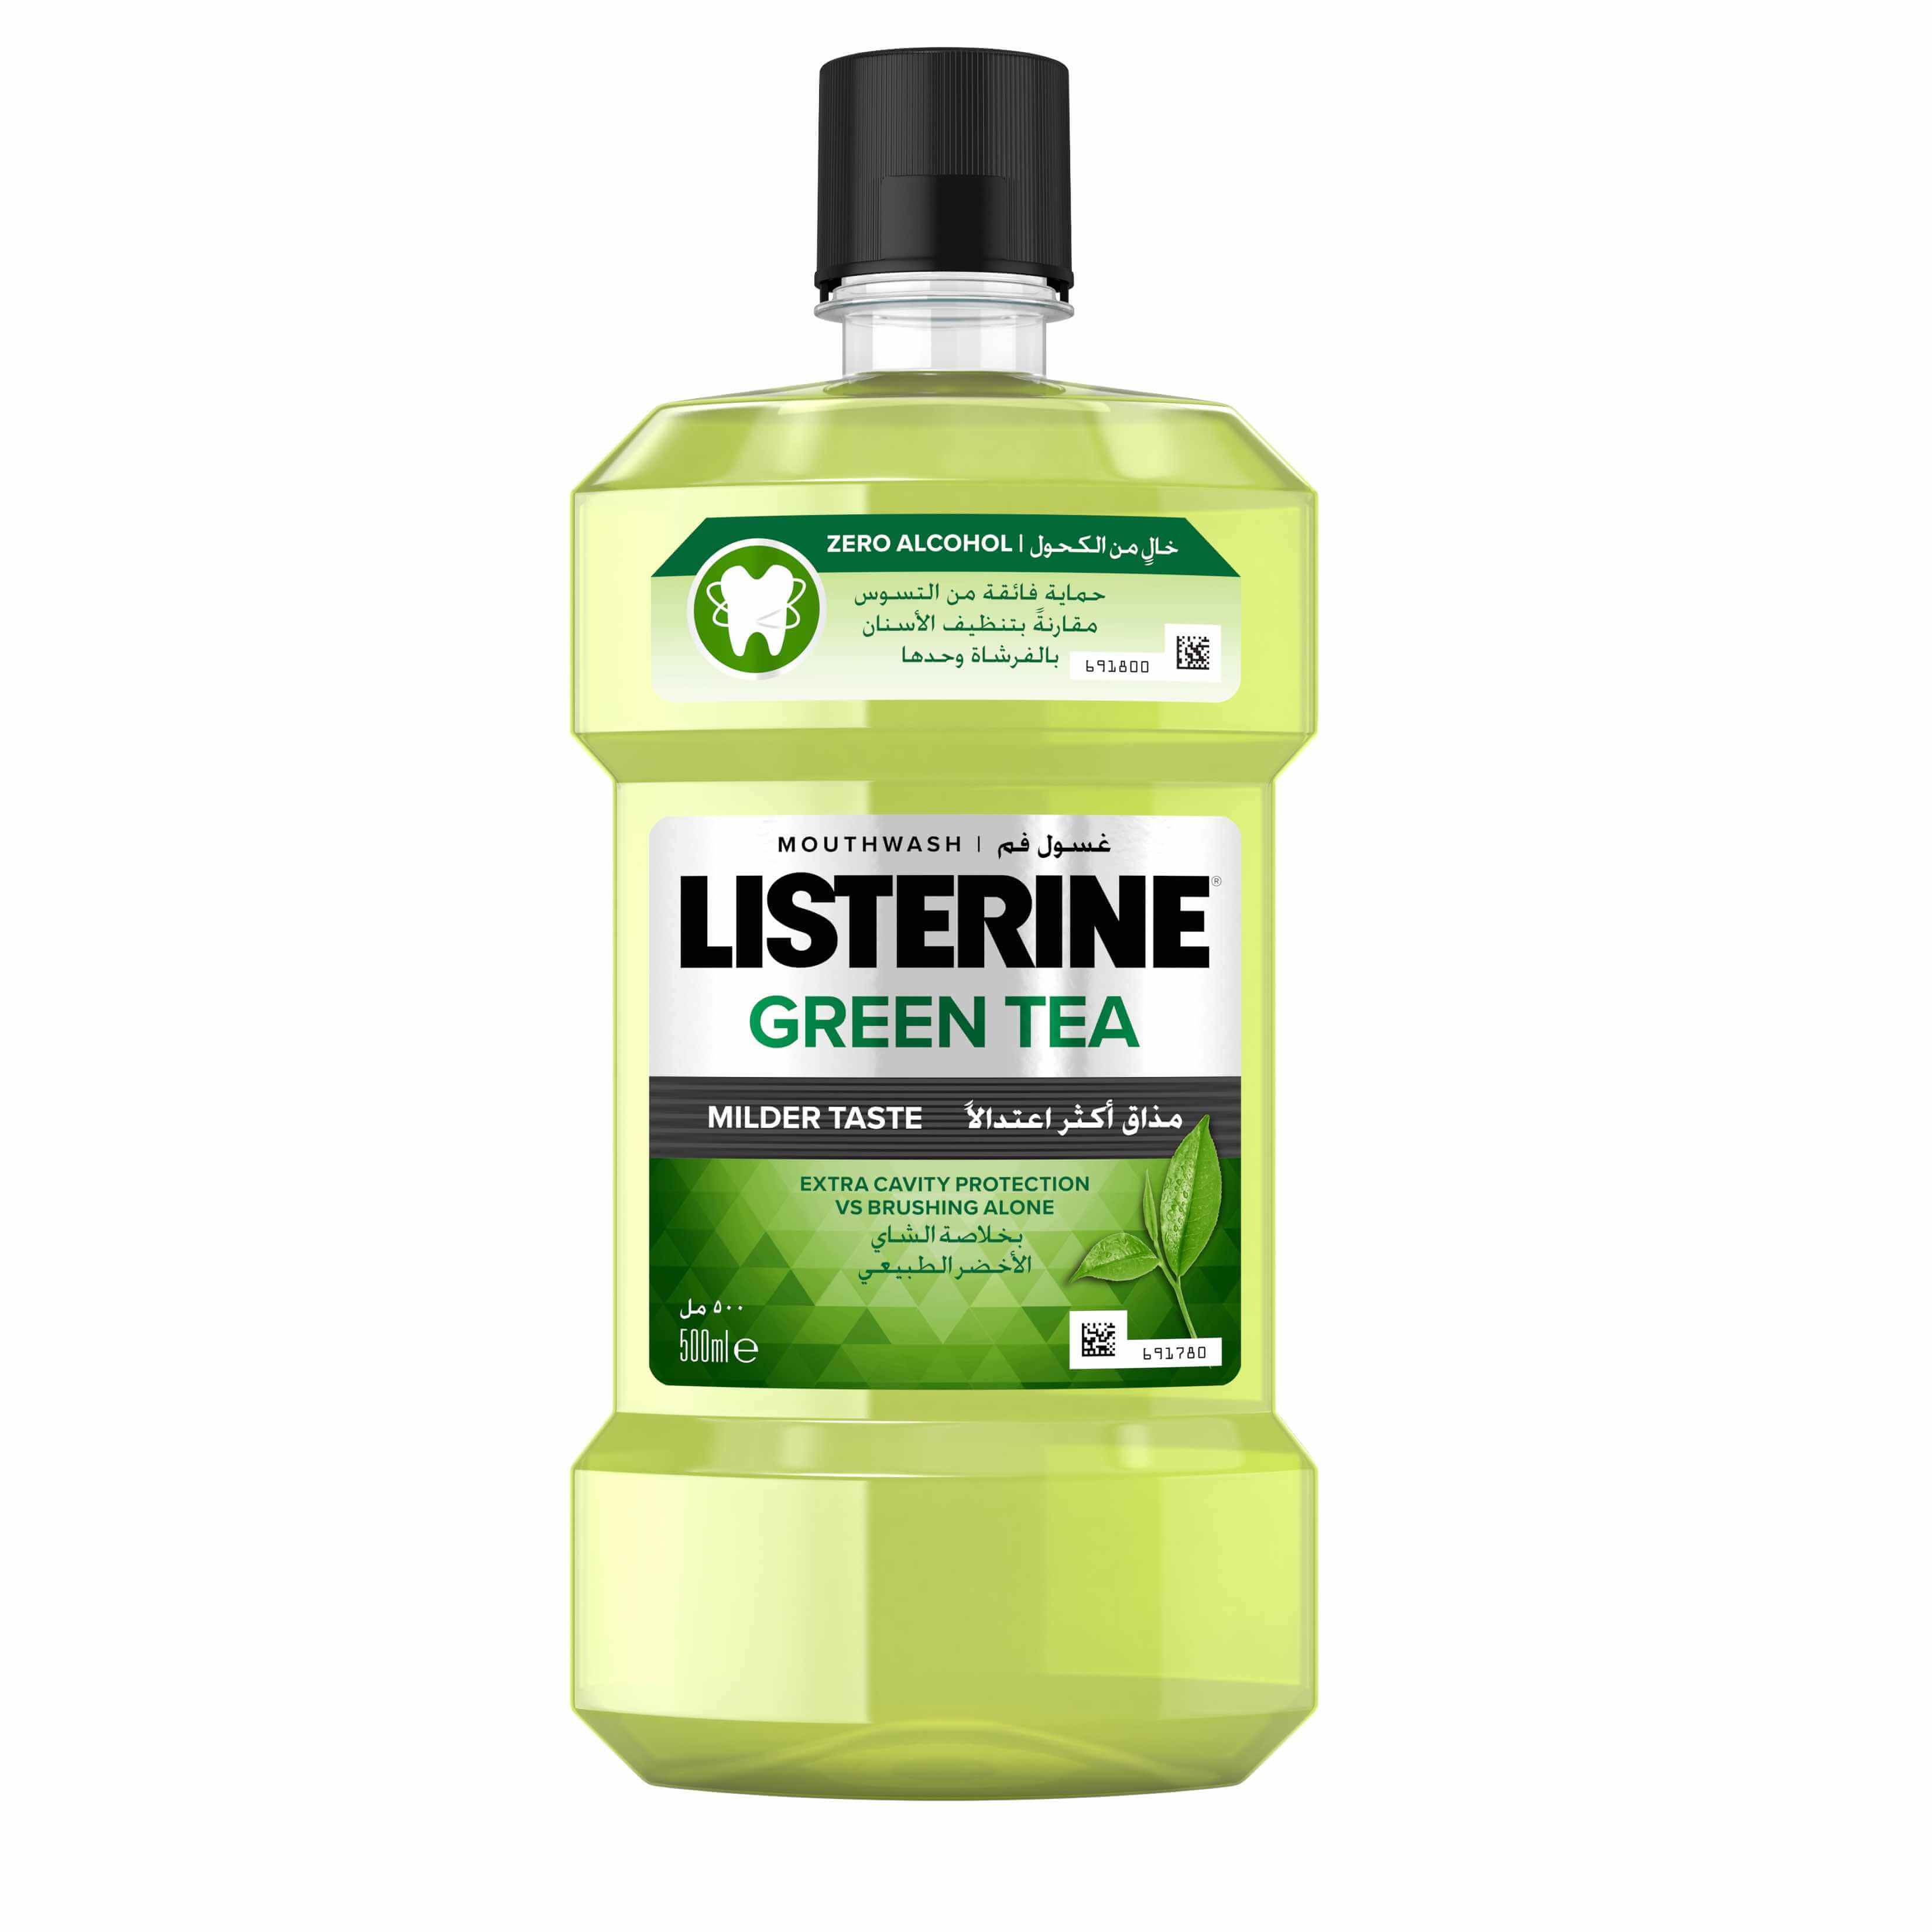 ZERO ALCOHOL | خالٍ من الكحول
حماية فائقة من التسوس
مقارنةً بتنظيف الأسنان
بالفرشاة وحدها
691800
MOUTHWASH | غسول فم
LISTERINE®
GREEN TEA
MILDER TASTE مذاق أكثر اعتدالاً
EXTRA CAVITY PROTECTION
VS BRUSHING ALONE
بخلاصة الشاي
الأخضر الطبيعي
٥٠٠ مل
500ml e
691780